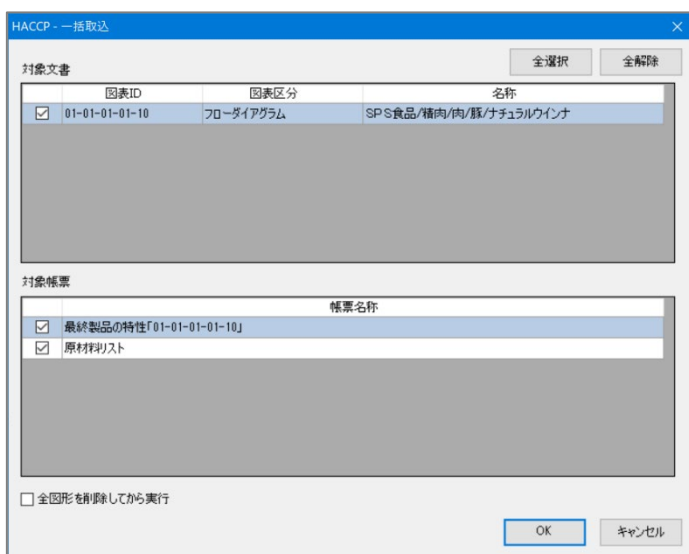 HACCP - 一括取込
全選択 全解除
対象文書
図表ID 図表区分 名称
01-01-01-01-10 フローダイアグラム SPS食品/精肉/肉/豚/ナチュラルウインナ
対象帳票
帳票名称
最終製品の特性「01-01-01-01-10」
原材料リスト
全図形を削除してから実行
OK キャンセル